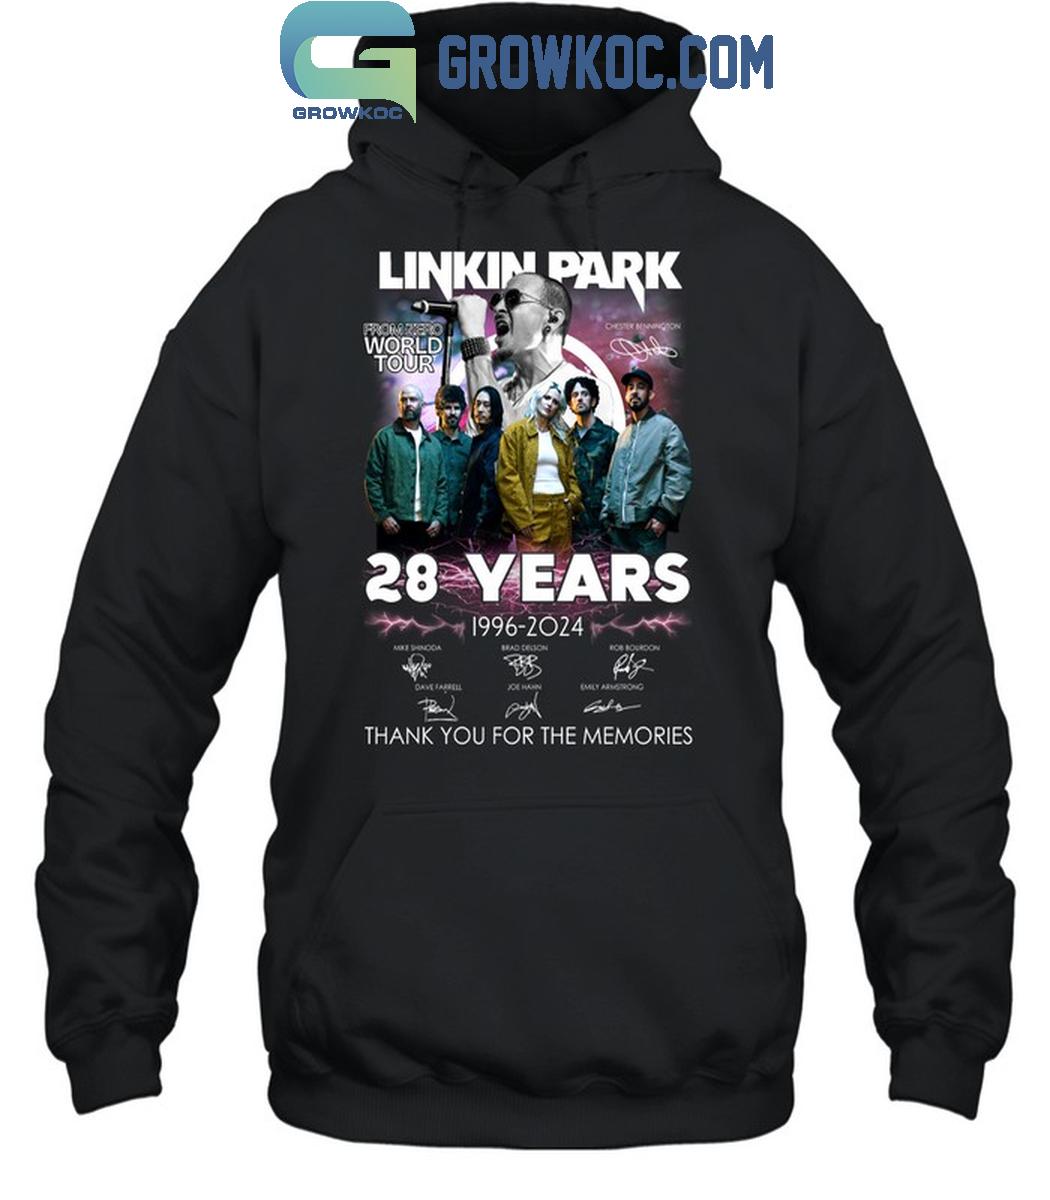 GROWKOC
GROWKOC.COM
LINKIN PARK
FROM ZERO
WORLD
TOUR
CHESTER BENNINGTON
28 YEARS
1996-2024
MIKE SHINODA
BRAD DELSON
ROB BOURDON
DAVE FARRELL
JOE HAHN
EMILY ARMSTRONG
THANK YOU FOR THE MEMORIES